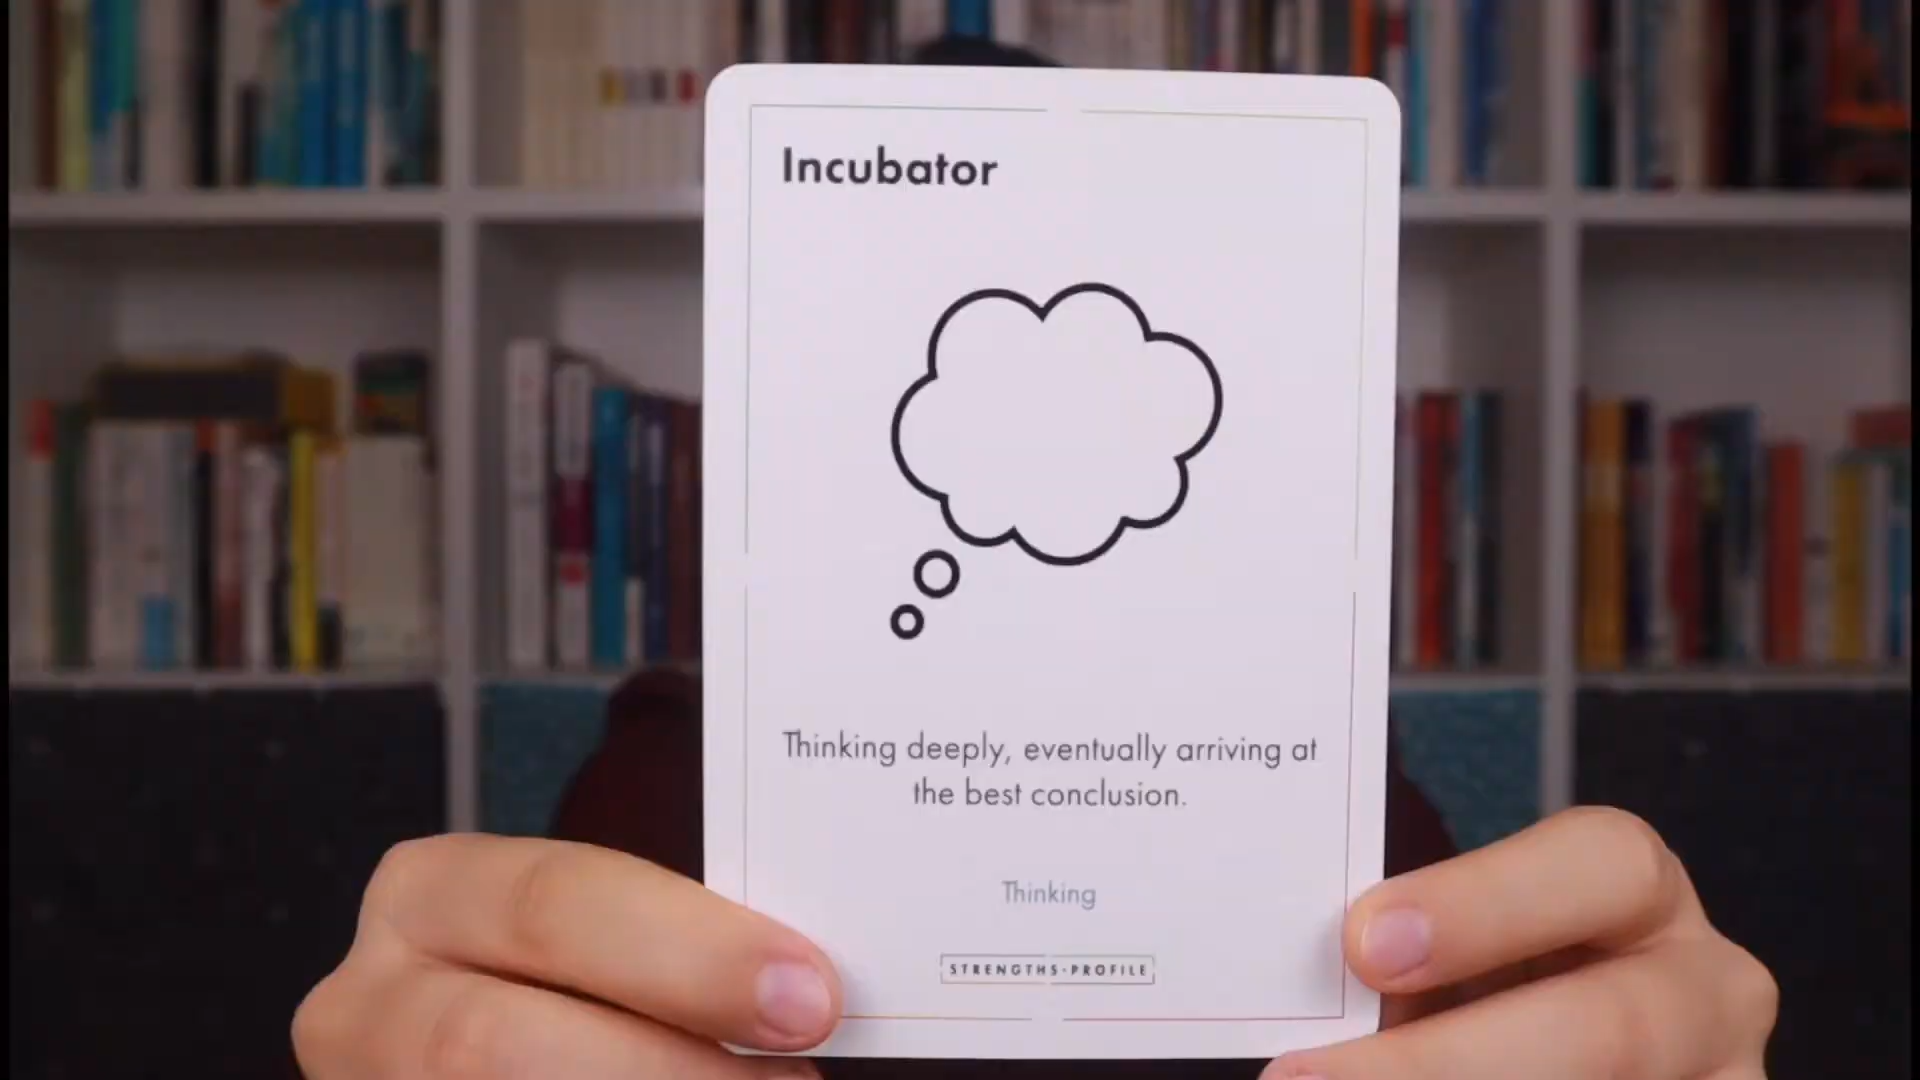 Incubator
Thinking deeply, eventually arriving at
the best conclusion.
Thinking
STRENGTHS·PROFILE